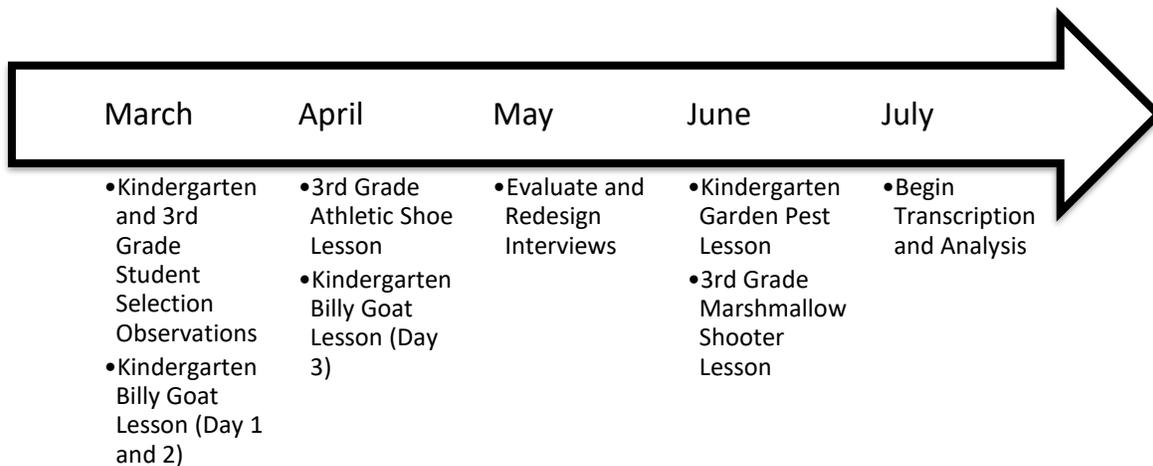 March
April
May
June
July
•Kindergarten
and 3rd
Grade
Student
Selection
Observations
•Kindergarten
Billy Goat
Lesson (Day 1
and 2)
•3rd Grade
Athletic Shoe
Lesson
•Kindergarten
Billy Goat
Lesson (Day
3)
•Evaluate and
Redesign
Interviews
•Kindergarten
Garden Pest
Lesson
•3rd Grade
Marshmallow
Shooter
Lesson
•Begin
Transcription
and Analysis